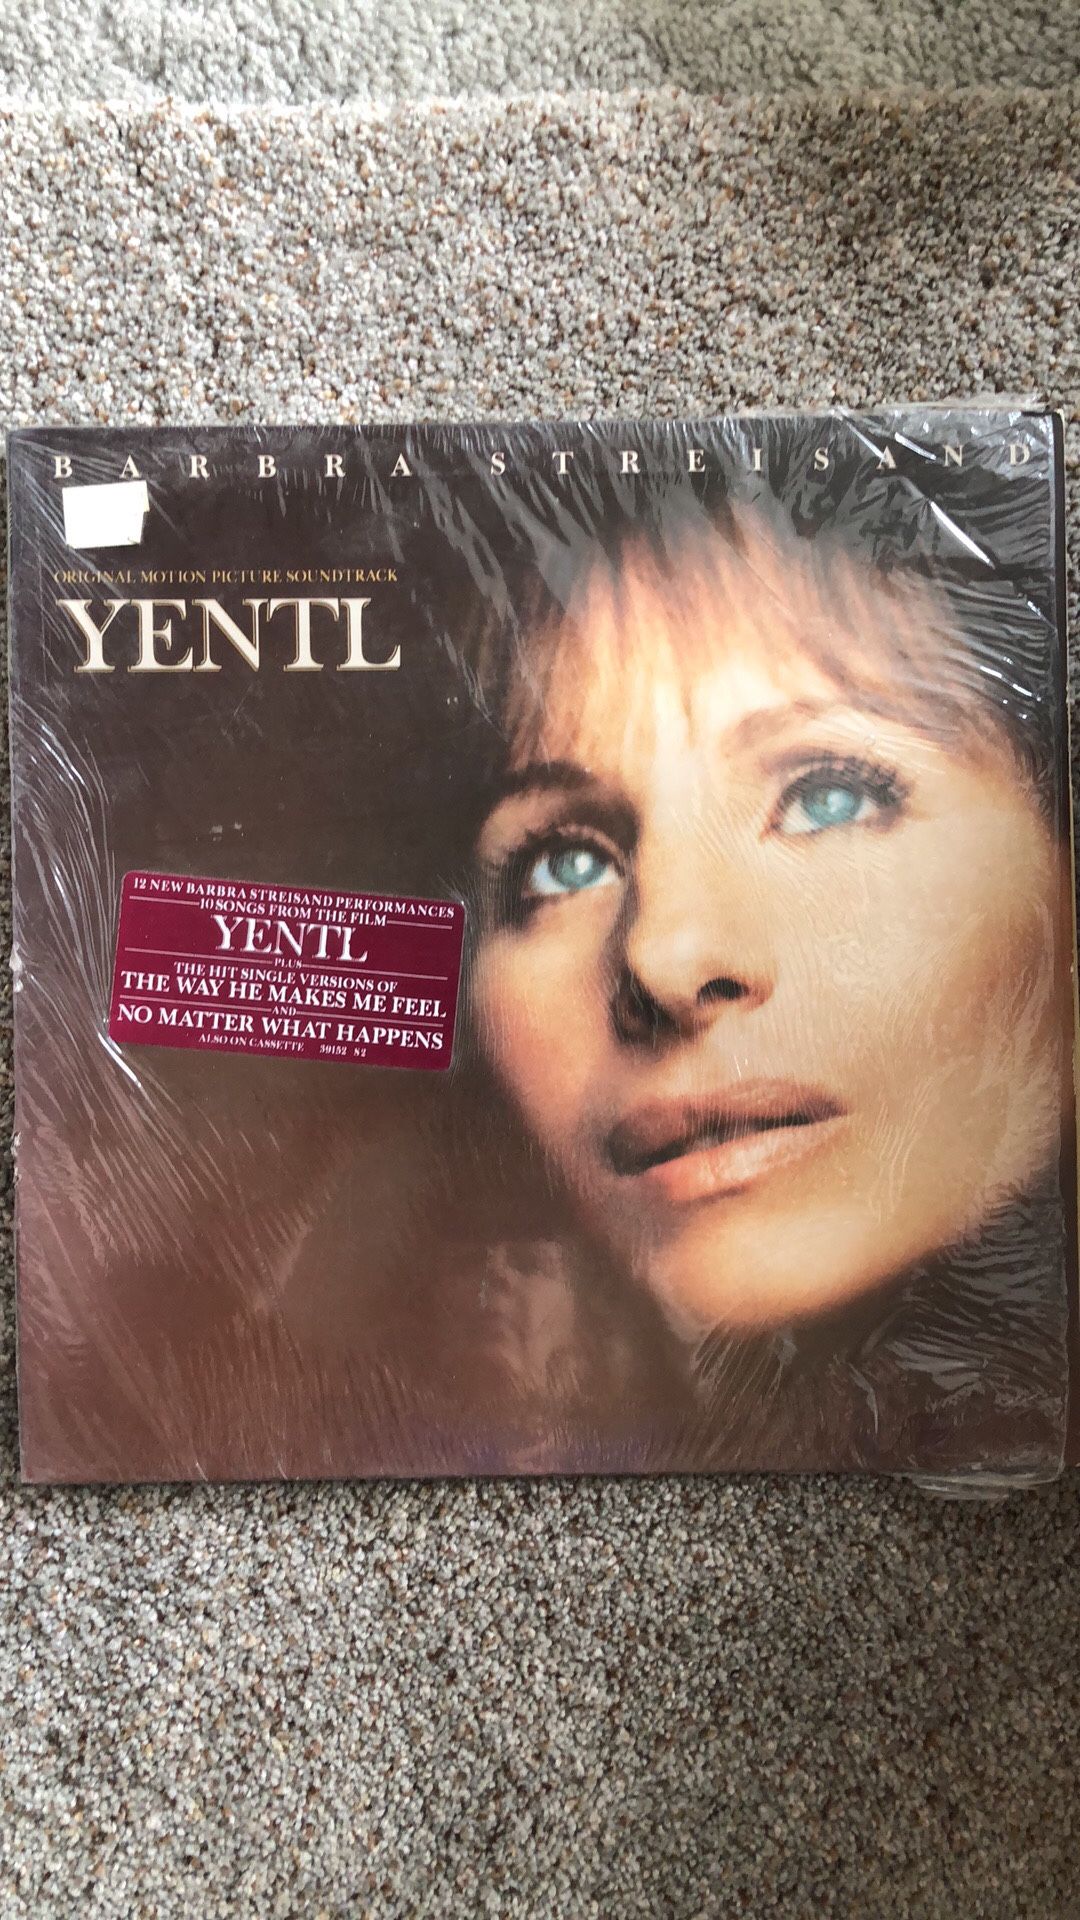 BARBRA STREISAND
ORIGINAL MOTION PICTURE SOUNDTRACK
YENTL
12 NEW BARBRA STREISAND PERFORMANCES
10 SONGS FROM THE FILM
YENTL
PLUS
THE HIT SINGLE VERSIONS OF
THE WAY HE MAKES ME FEEL
AND
NO MATTER WHAT HAPPENS
ALSO ON CASSETTE 39152 S2